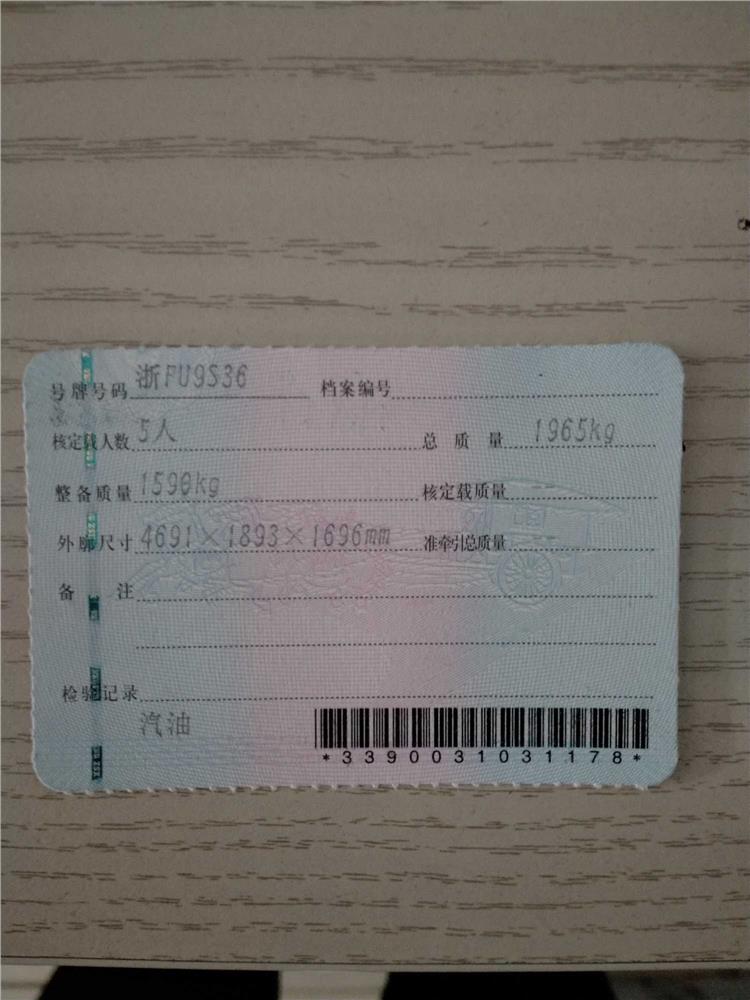 号牌号码 浙FU9S36 档案编号
核定载人数 5人 总质量 1965kg
整备质量 1590kg 核定载质量
外廓尺寸 4691×1893×1696mm 准牵引总质量
备注
检验记录
汽油
*3390031031178*